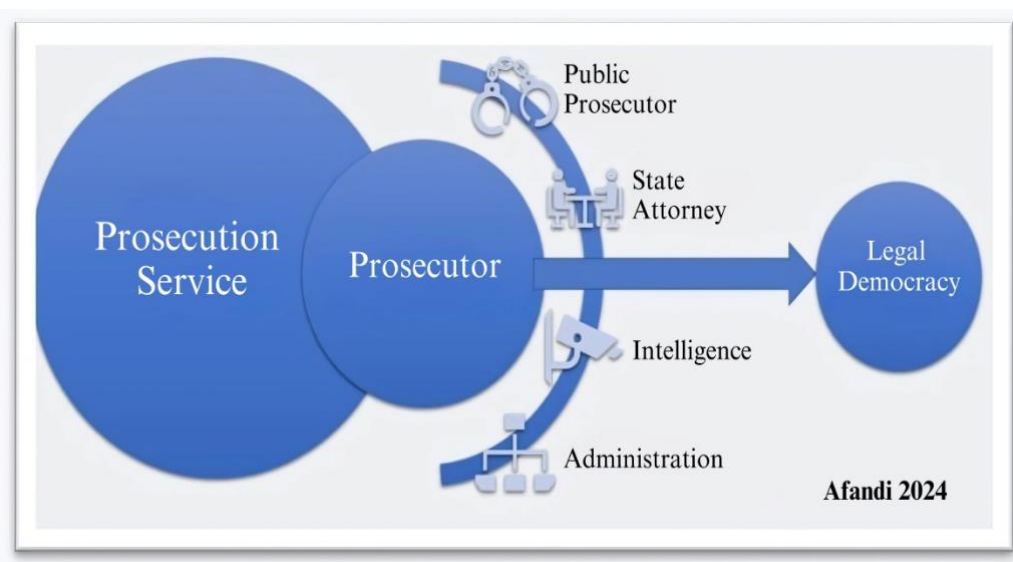 Prosecution
Service
Prosecutor
Public
Prosecutor
State
Attorney
Intelligence
Administration
Legal
Democracy
Afandi 2024